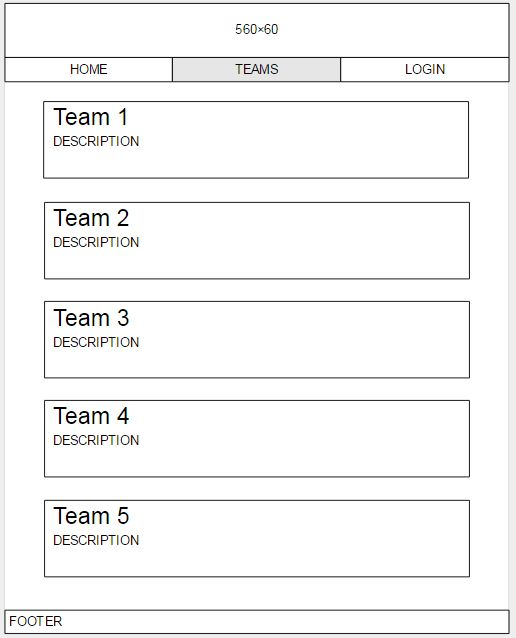 560×60
HOME TEAMS LOGIN
Team 1
DESCRIPTION
Team 2
DESCRIPTION
Team 3
DESCRIPTION
Team 4
DESCRIPTION
Team 5
DESCRIPTION
FOOTER